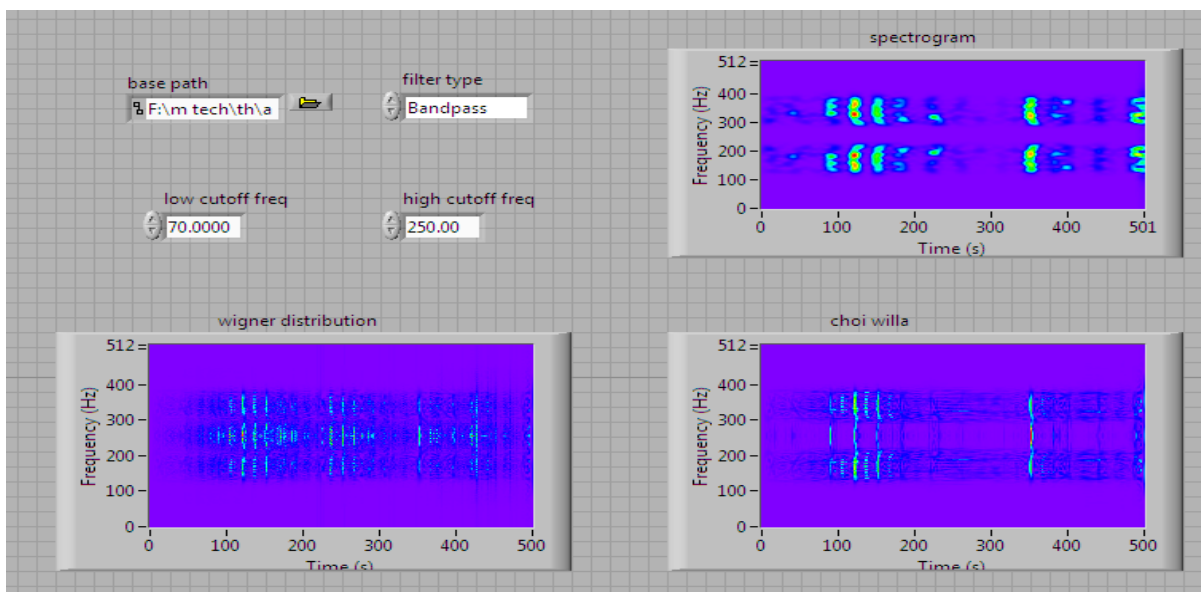 base path
F:\m tech\th\a
filter type
Bandpass
low cutoff freq
70.0000
high cutoff freq
250.00
spectrogram
Frequency (Hz)
512
400
300
200
100
0
0 100 200 300 400 501
Time (s)
wigner distribution
Frequency (Hz)
512
400
300
200
100
0
0 100 200 300 400 500
Time (s)
choi willa
Frequency (Hz)
512
400
300
200
100
0
0 100 200 300 400 500
Time (s)